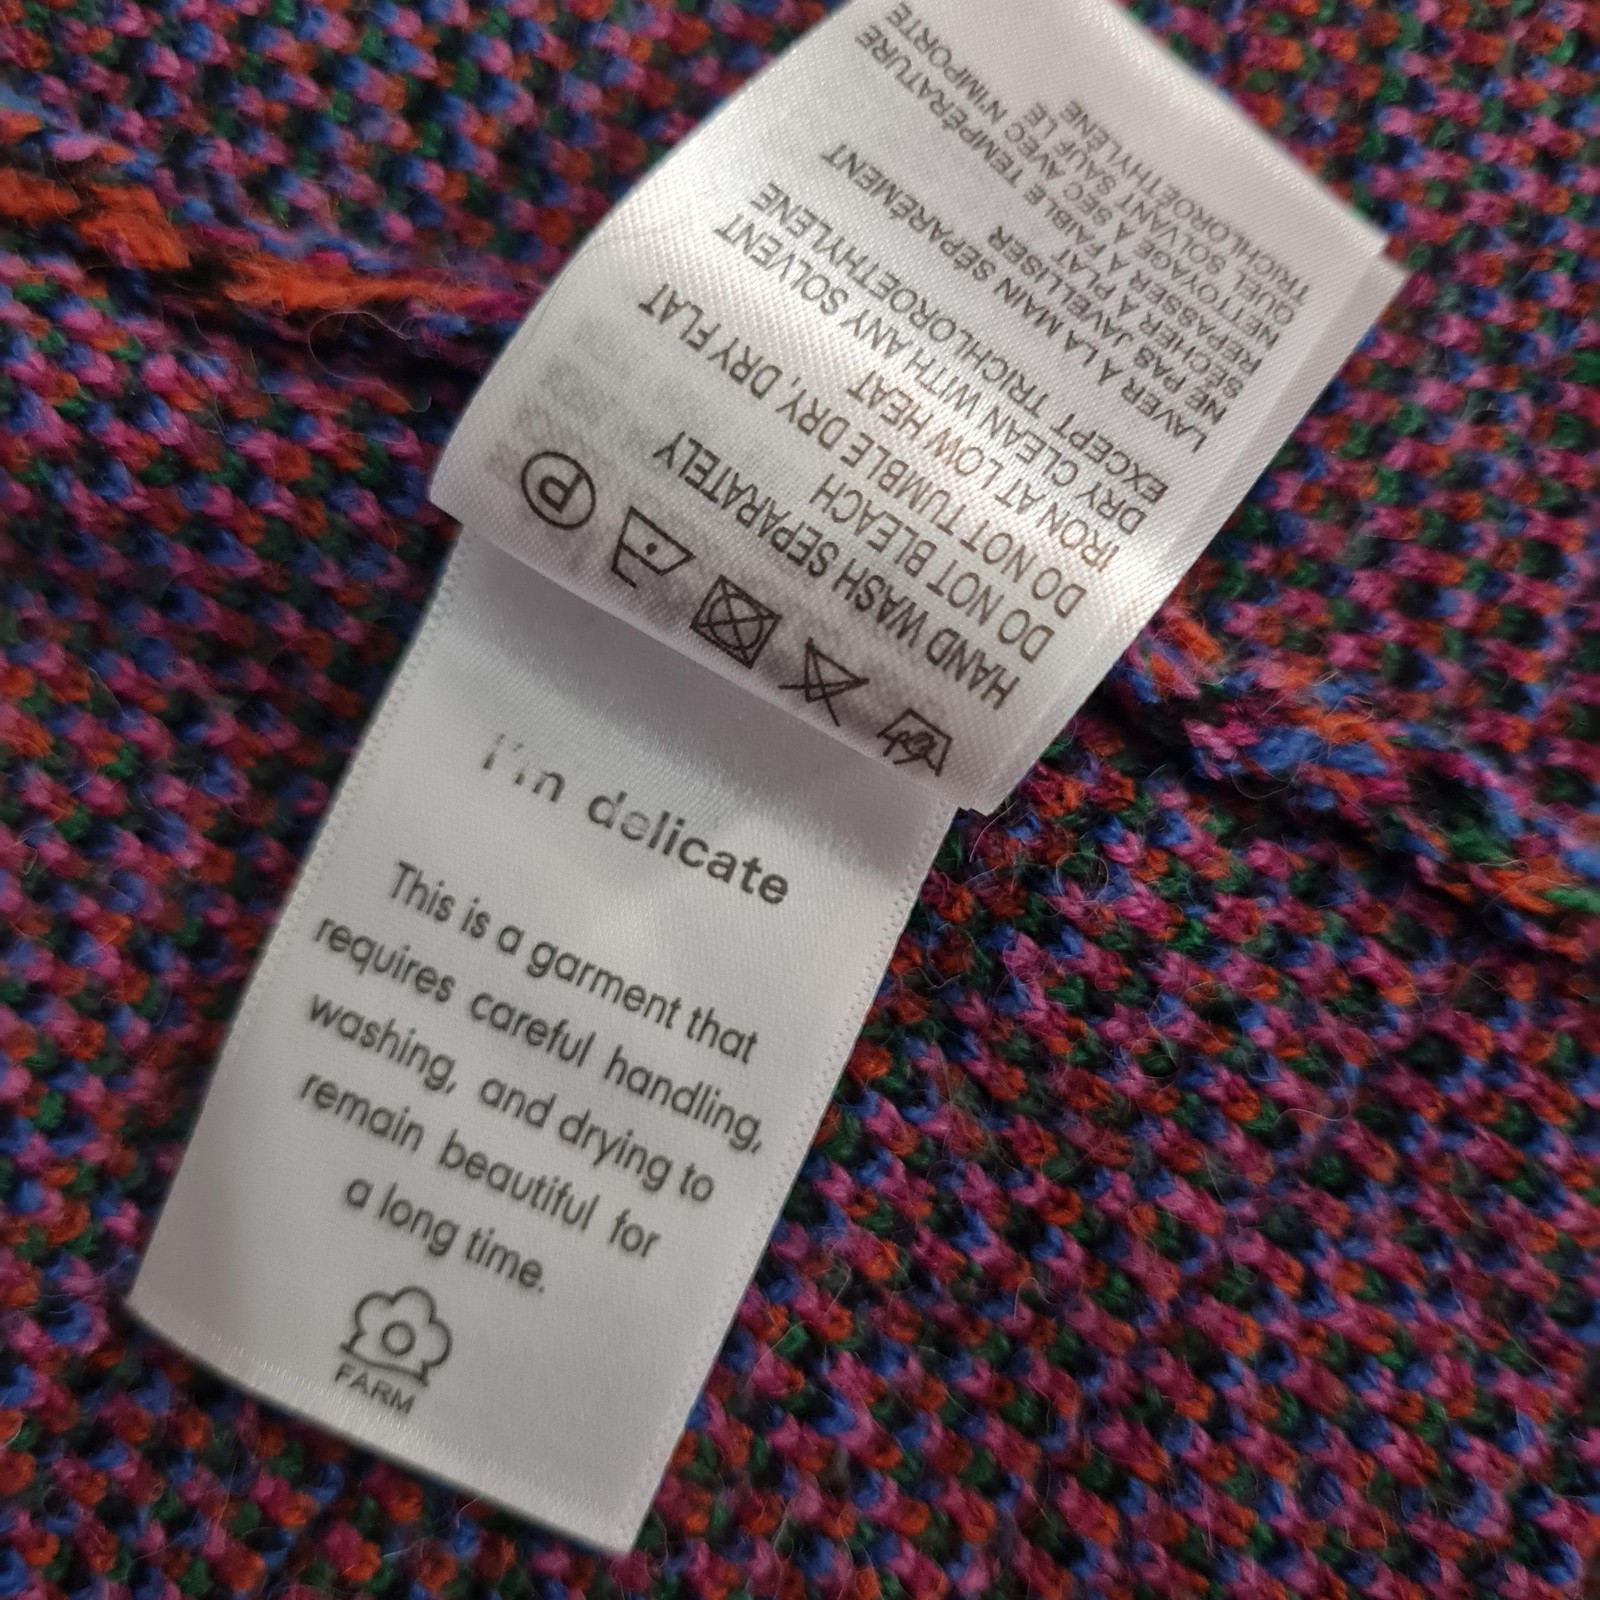 HAND WASH SEPARATELY
DO NOT BLEACH
DO NOT TUMBLE DRY, DRY FLAT
IRON AT LOW HEAT
DRY CLEAN WITH ANY SOLVENT
EXCEPT TRICHLOROETHYLENE
LAVER À LA MAIN SÉPARÉMENT
NE PAS JAVELLISER
SÉCHER À PLAT
REPASSER À FAIBLE TEMPÉRATURE
NETTOYAGE À SEC AVEC N'IMPORTE
QUEL SOLVANT SAUF LE
TRICHLOROÉTHYLÈNE
P
I'm delicate
This is a garment that
requires careful handling,
washing, and drying to
remain beautiful for
a long time.
FARM